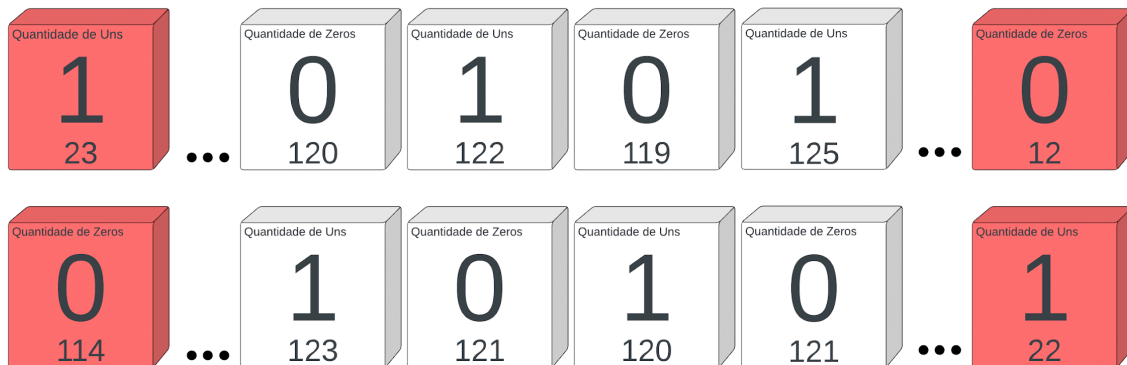 Quantidade de Uns Quantidade de Zeros Quantidade de Uns Quantidade de Zeros Quantidade de Uns Quantidade de Zeros
1 0 1 0 1 0
23 120 122 119 125 12
Quantidade de Zeros Quantidade de Uns Quantidade de Zeros Quantidade de Uns Quantidade de Zeros Quantidade de Uns
0 1 0 1 0 1
114 123 121 120 121 22